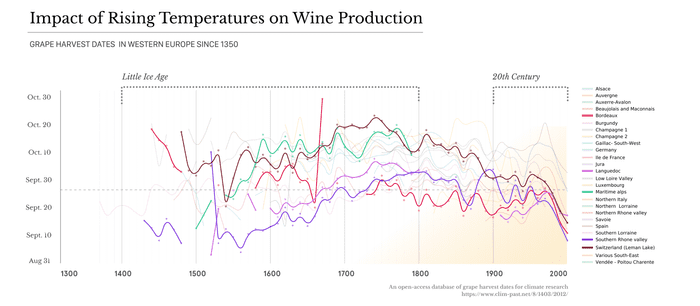 Impact of Rising Temperatures on Wine Production
GRAPE HARVEST DATES IN WESTERN EUROPE SINCE 1350
Little Ice Age
20th Century
Oct. 30
Oct. 20
Oct. 10
Sept. 30
Sept. 20
Sept. 10
Aug 31
1300 1400 1500 1600 1700 1800 1900 2000
Alsace
Auvergne
Auxerre-Avalon
Beaujolais and Maconnais
Bordeaux
Burgundy
Champagne 1
Champagne 2
Gaillac- South-West
Germany
Ile de France
Jura
Languedoc
Low Loire Valley
Luxembourg
Maritime alps
Northern Italy
Northern Lorraine
Northern Rhone valley
Savoie
Spain
Southern Lorraine
Southern Rhone valley
Switzerland (Leman Lake)
Various South-East
Vendée - Poitou Charente
An open-access database of grape harvest dates for climate research
https://www.clim-past.net/8/1403/2012/